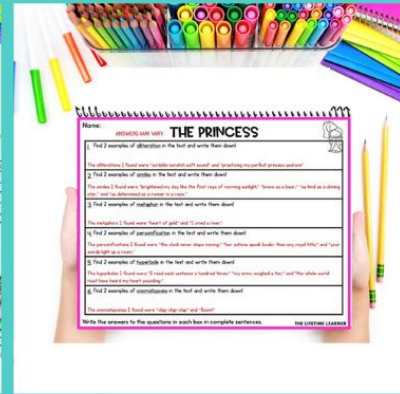 Name:
ANSWERS MAY VARY THE PRINCESS
1. Find 2 examples of alliteration in the text and write them down!
The alliterations I found were "scribble-scratch soft sound" and "practicing my perfect princess posture"
2. Find 2 examples of similes in the text and write them down!
The similes I found were "brightened my day like the first rays of morning sunlight," "brave as a bear," "as kind as a shining
star," and "as determined as a runner in a race."
3. Find 2 examples of metaphor in the text and write them down!
The metaphors I found were "heart of gold" and "I cried a river."
4. Find 2 examples of personification in the text and write them down!
The personifications I found were "the clock never stops moving," "her actions speak louder than any royal title," and "your
words light up a room."
5. Find 2 examples of hyperbole in the text and write them down!
The hyperboles I found were "I read each sentence a hundred times," "my arms weighed a ton," and "the whole world
must have heard my heart pounding."
6. Find 2 examples of onomatopoeia in the text and write them down!
The onomatopoeias I found were "clap-clap-clap" and
Write the answers to the questions in each box in complete sentences.
THE LIFETIME LEARNER